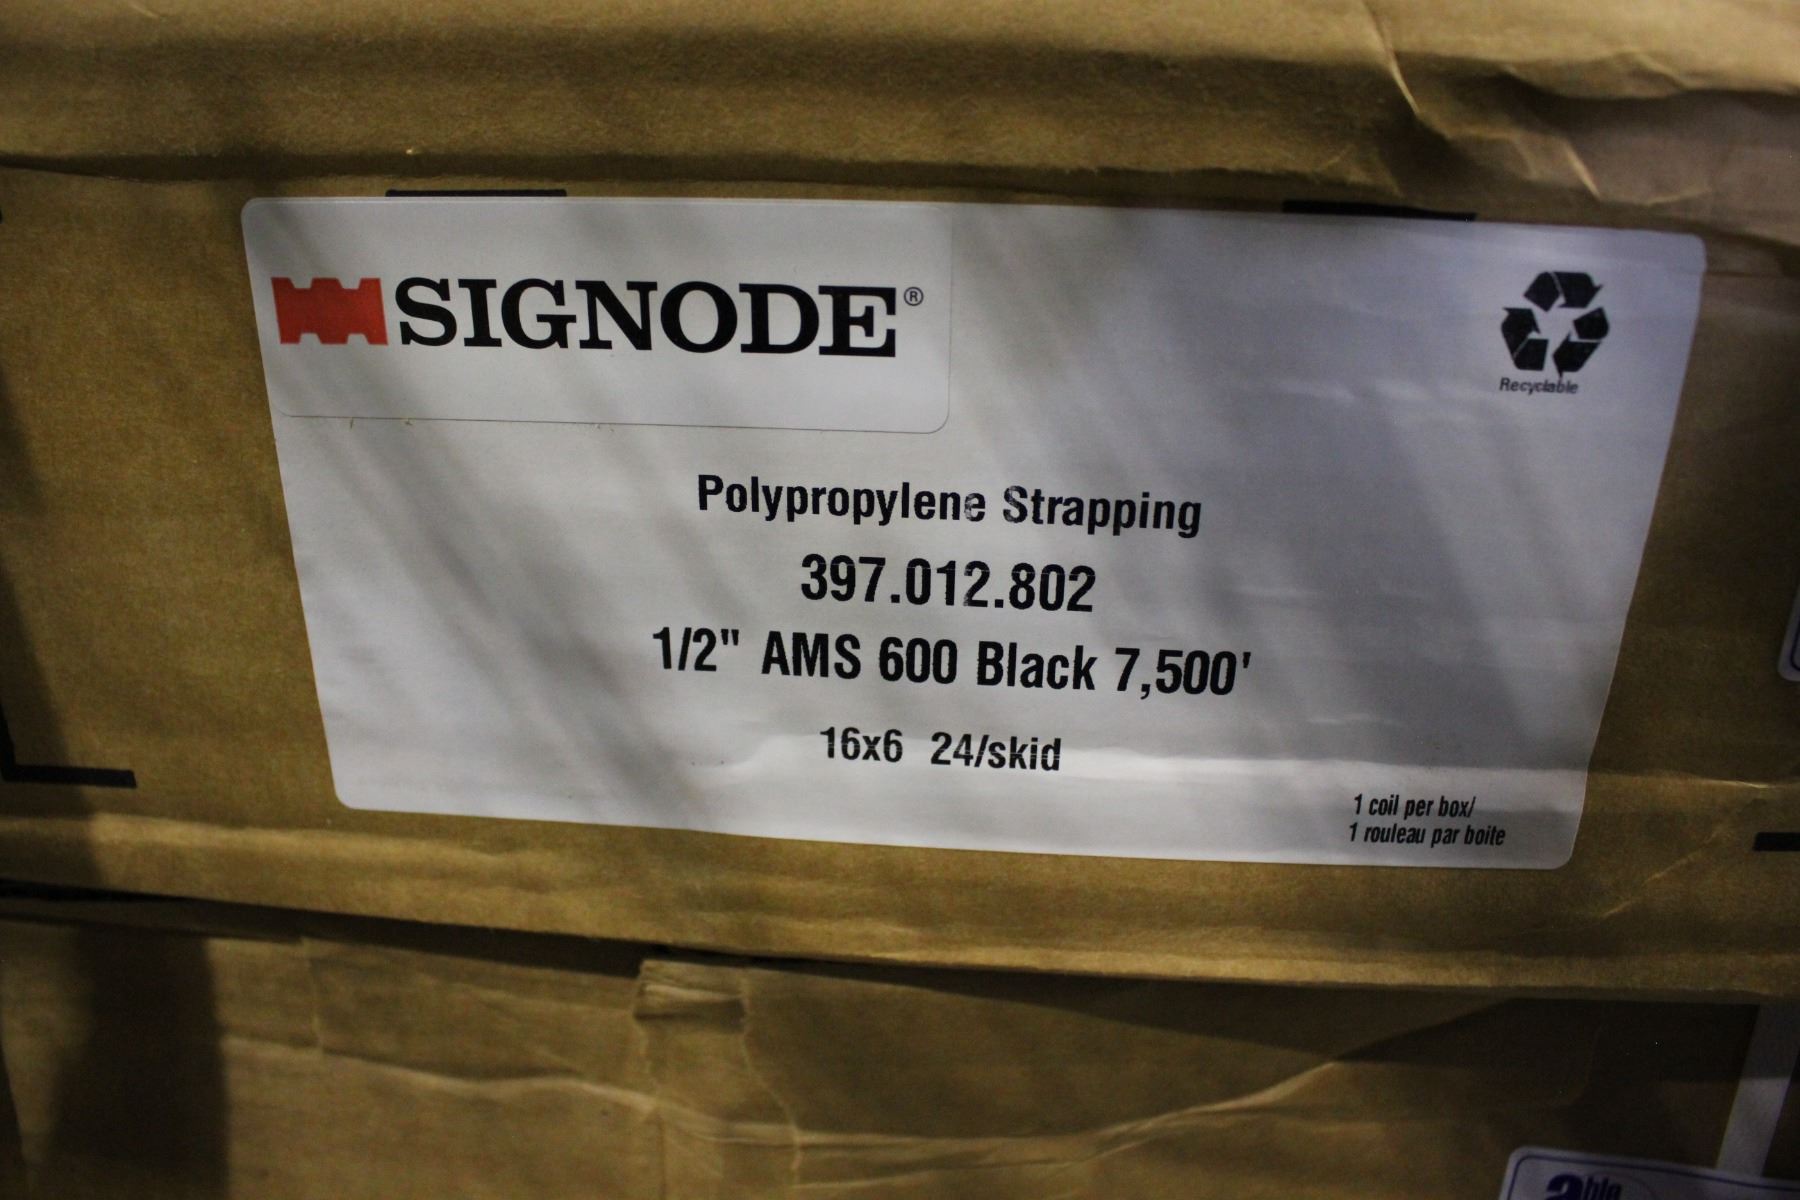 SIGNODE®
Recyclable
Polypropylene Strapping
397.012.802
1/2" AMS 600 Black 7,500'
16x6 24/skid
1 coil per box/
1 rouleau par boite
able